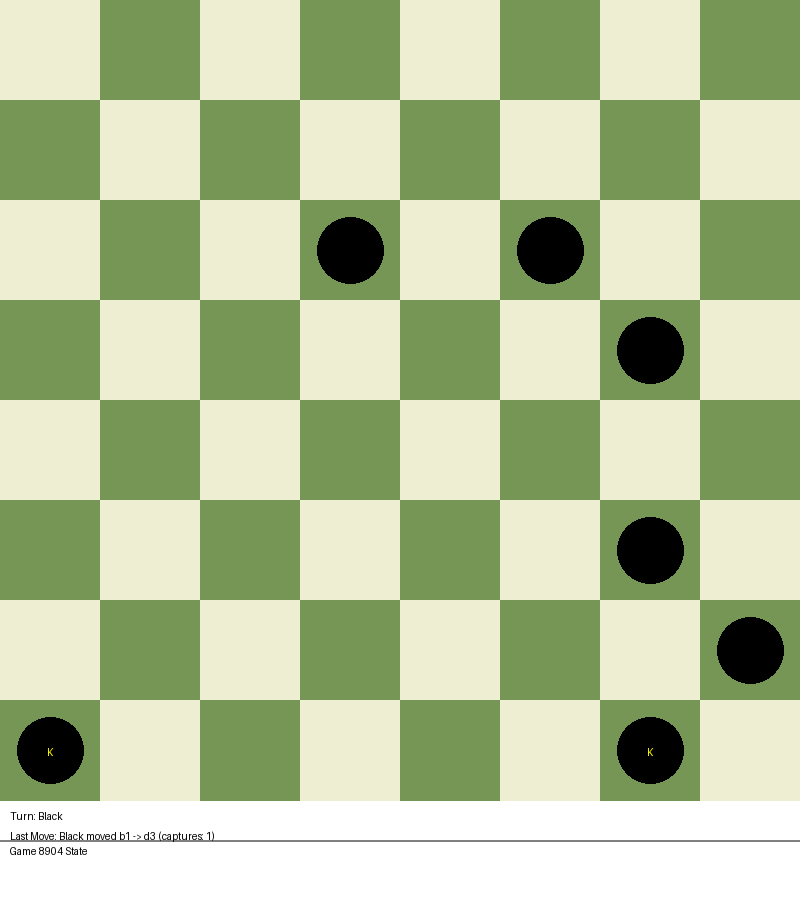 K
K
Turn: Black
Last Move: Black moved b1 -> d3 (captures: 1)
Game 8904 State